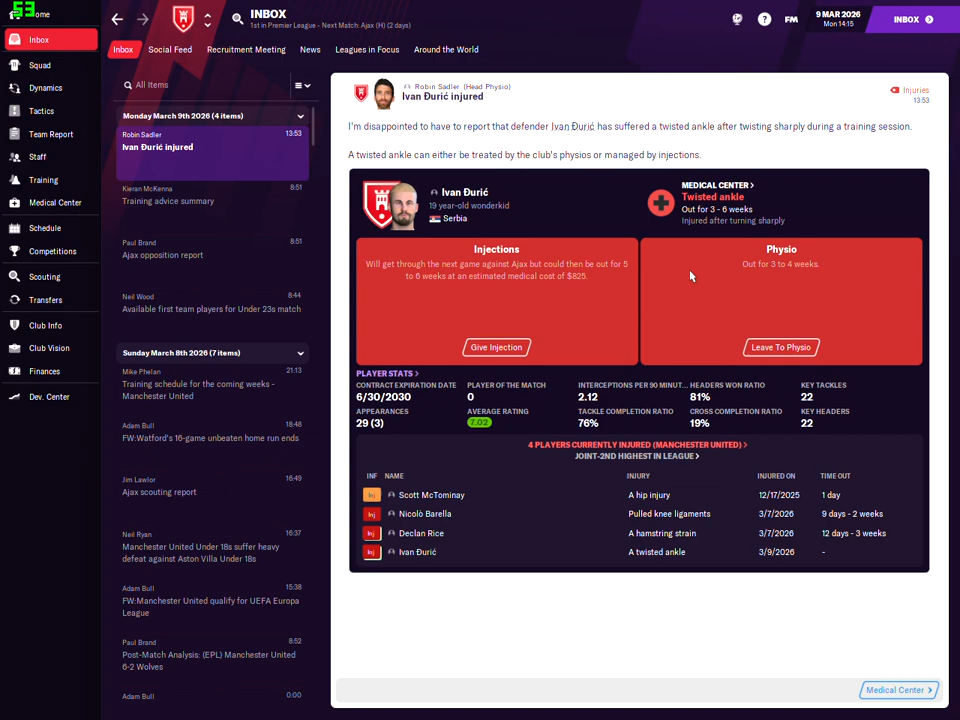 53
ome
INBOX
1st in Premier League - Next Match: Ajax (H) (2 days)
FM
9 MAR 2026
Mon 14:15
INBOX
Inbox
Squad
Dynamics
Tactics
Team Report
Staff
Training
Medical Center
Schedule
Competitions
Scouting
Transfers
Club Info
Club Vision
Finances
Dev. Center
Inbox
Social Feed
Recruitment Meeting
News
Leagues in Focus
Around the World
All Items
Monday March 9th 2026 (4 items)
Robin Sadler 13:53
Ivan Đurić injured
Kieran McKenna 8:51
Training advice summary
Paul Brand 8:51
Ajax opposition report
Neil Wood 8:44
Available first team players for Under 23s match
Sunday March 8th 2026 (7 items)
Mike Phelan 21:13
Training schedule for the coming weeks -
Manchester United
Adam Bull 18:48
FW:Watford's 16-game unbeaten home run ends
Jim Lawlor 16:49
Ajax scouting report
Neil Ryan 16:37
Manchester United Under 18s suffer heavy
defeat against Aston Villa Under 18s
Adam Bull 15:38
FW:Manchester United qualify for UEFA Europa
League
Paul Brand 8:52
Post-Match Analysis: (EPL) Manchester United
6-2 Wolves
Adam Bull 0:00
Robin Sadler (Head Physio)
Ivan Đurić injured
Injuries
13:53
I'm disappointed to have to report that defender Ivan Đurić has suffered a twisted ankle after twisting sharply during a training session.
A twisted ankle can either be treated by the club's physios or managed by injections.
Ivan Đurić
19 year-old wonderkid
Serbia
MEDICAL CENTER >
Twisted ankle
Out for 3 - 6 weeks
Injured after turning sharply
Injections
Will get through the next game against Ajax but could then be out for 5
to 6 weeks at an estimated medical cost of $825.
Give Injection
Physio
Out for 3 to 4 weeks.
Leave To Physio
PLAYER STATS >
CONTRACT EXPIRATION DATE PLAYER OF THE MATCH INTERCEPTIONS PER 90 MINUT... HEADERS WON RATIO KEY TACKLES
6/30/2030 0 2.12 81% 22
APPEARANCES AVERAGE RATING TACKLE COMPLETION RATIO CROSS COMPLETION RATIO KEY HEADERS
29 (3) 7.02 76% 19% 22
4 PLAYERS CURRENTLY INJURED (MANCHESTER UNITED) >
JOINT-2ND HIGHEST IN LEAGUE >
INF NAME INJURY INJURED ON TIME OUT
Inj Scott McTominay A hip injury 12/17/2025 1 day
Inj Nicolò Barella Pulled knee ligaments 3/7/2026 9 days - 2 weeks
Inj Declan Rice A hamstring strain 3/7/2026 12 days - 3 weeks
Inj Ivan Đurić A twisted ankle 3/9/2026 -
Medical Center >